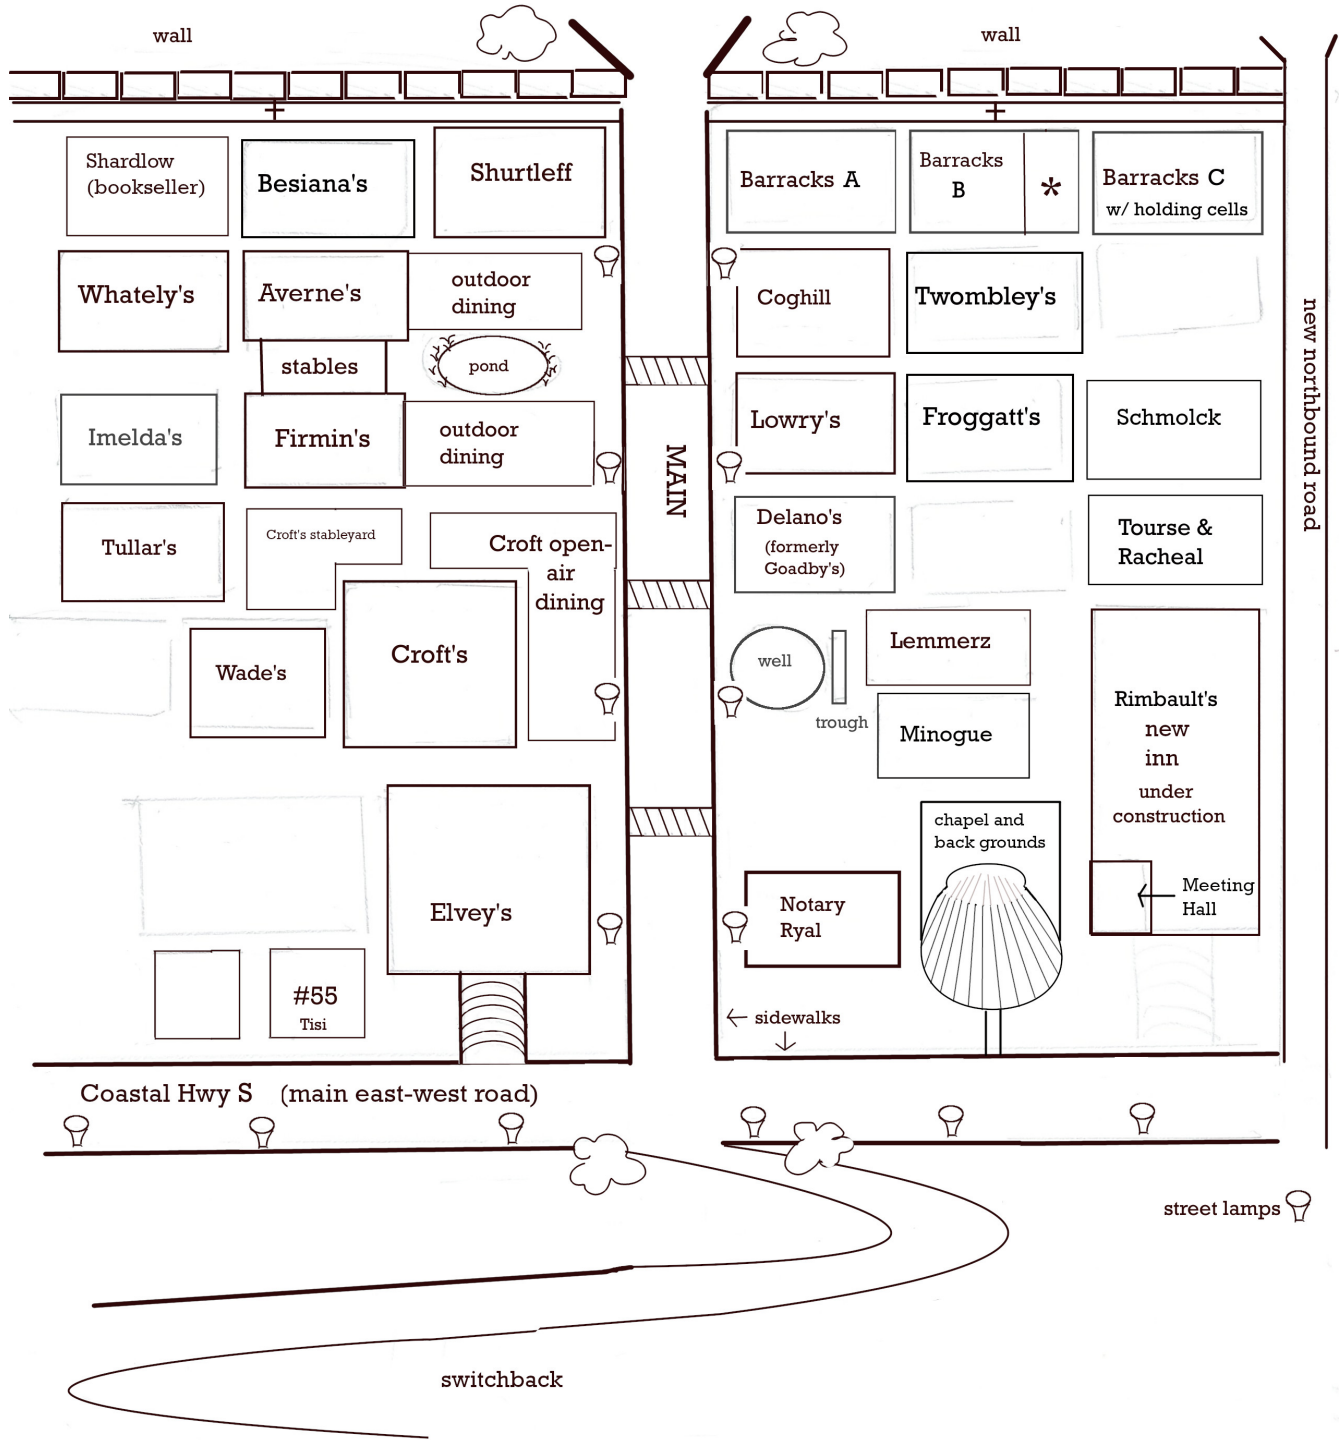 wall
wall
Shardlow
(bookseller)
Besiana's
Shurtleff
Barracks A
Barracks
B
*
Barracks C
w/ holding cells
Whately's
Averne's
outdoor
dining
Coghill
Twombley's
stables
pond
Imelda's
Firmin's
outdoor
dining
MAIN
Lowry's
Froggatt's
Schmolck
new northbound road
Tullar's
Croft's stableyard
Croft open-
air
dining
Delano's
(formerly
Goadby's)
Tourse &
Racheal
Wade's
Croft's
well
trough
Lemmerz
Minogue
Rimbault's
new
inn
under
construction
chapel and
back grounds
Meeting
Hall
Elvey's
Notary
Ryal
#55
Tisi
sidewalks
Coastal Hwy S (main east-west road)
street lamps
switchback